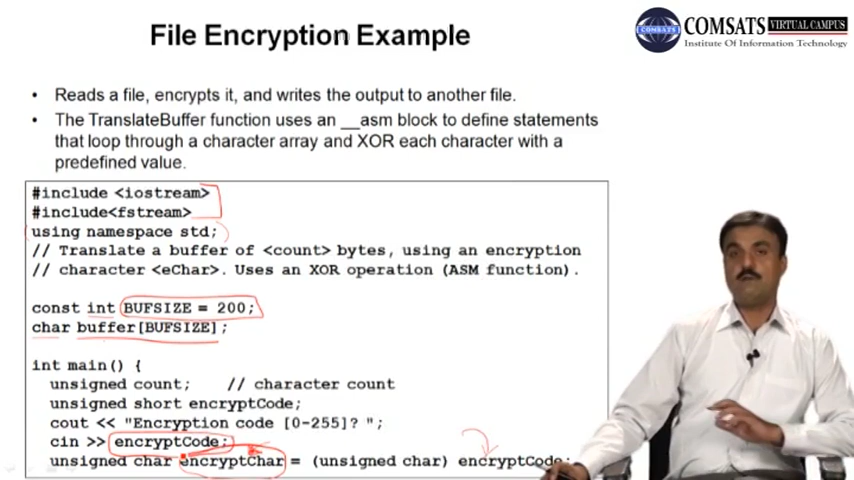 File Encryption Example
COMSATS VIRTUAL CAMPUS
Institute Of Information Technology
COMSATS
• Reads a file, encrypts it, and writes the output to another file.
• The TranslateBuffer function uses an __asm block to define statements
that loop through a character array and XOR each character with a
predefined value.
#include <iostream>
#include<fstream>
using namespace std;
// Translate a buffer of <count> bytes, using an encryption
// character <eChar>. Uses an XOR operation (ASM function).
const int BUFSIZE = 200;
char buffer[BUFSIZE];
int main() {
unsigned count; // character count
unsigned short encryptCode;
cout << "Encryption code [0-255]? ";
cin >> encryptCode;
unsigned char encryptChar = (unsigned char) encryptCode;